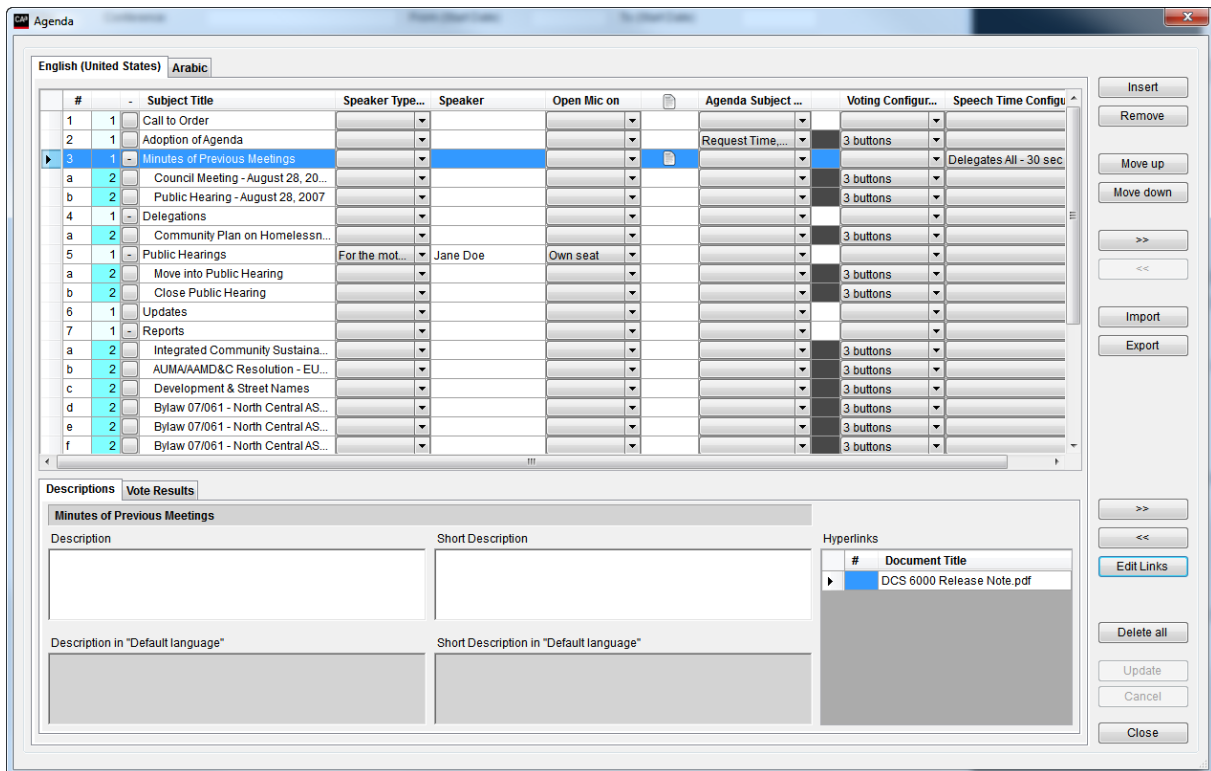 CA Agenda
English (United States) Arabic
# - Subject Title Speaker Type... Speaker Open Mic on Agenda Subject ... Voting Configur... Speech Time Configu
1 1 Call to Order
2 1 Adoption of Agenda Request Time,... 3 buttons
3 1 - Minutes of Previous Meetings Delegates All - 30 sec
a 2 Council Meeting - August 28, 20... 3 buttons
b 2 Public Hearing - August 28, 2007 3 buttons
4 1 - Delegations
a 2 Community Plan on Homelessn... 3 buttons
5 1 - Public Hearings For the mot... Jane Doe Own seat
a 2 Move into Public Hearing 3 buttons
b 2 Close Public Hearing 3 buttons
6 1 Updates
7 1 - Reports
a 2 Integrated Community Sustaina... 3 buttons
b 2 AUMA/AAMD&C Resolution - EU... 3 buttons
c 2 Development & Street Names 3 buttons
d 2 Bylaw 07/061 - North Central AS... 3 buttons
e 2 Bylaw 07/061 - North Central AS... 3 buttons
f 2 Bylaw 07/061 - North Central AS... 3 buttons
Insert
Remove
Move up
Move down
>>
<<
Import
Export
Descriptions Vote Results
Minutes of Previous Meetings
Description Short Description Hyperlinks
# Document Title
DCS 6000 Release Note.pdf
Description in "Default language" Short Description in "Default language"
>>
<<
Edit Links
Delete all
Update
Cancel
Close